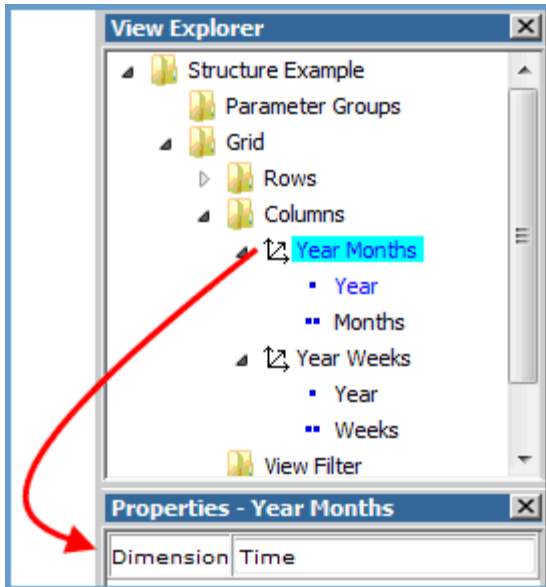 View Explorer
Structure Example
Parameter Groups
Grid
Rows
Columns
Year Months
Year
Months
Year Weeks
Year
Weeks
View Filter
Properties - Year Months
Dimension Time